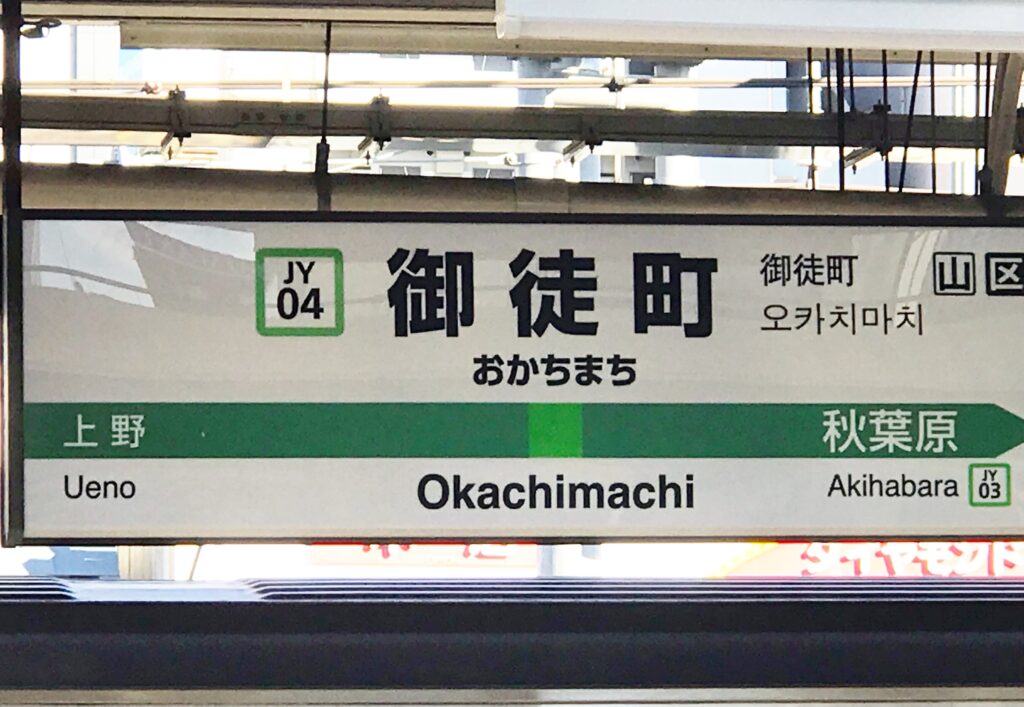 JY
04
御徒町
おかちまち
御徒町
오카치마치
山 区
上野
秋葉原
Ueno
Okachimachi
Akihabara
JY
03